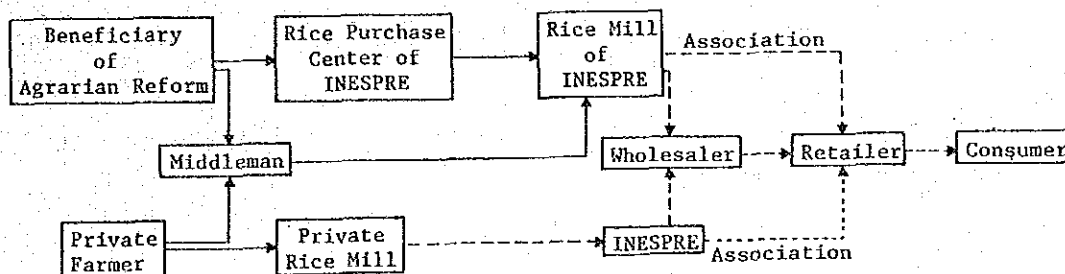 Beneficiary
of
Agrarian Reform
Rice Purchase
Center of
INESPRE
Rice Mill
of
INESPRE
Association
Middleman
Wholesaler
Retailer
Consumer
Private
Farmer
Private
Rice Mill
INESPRE
Association